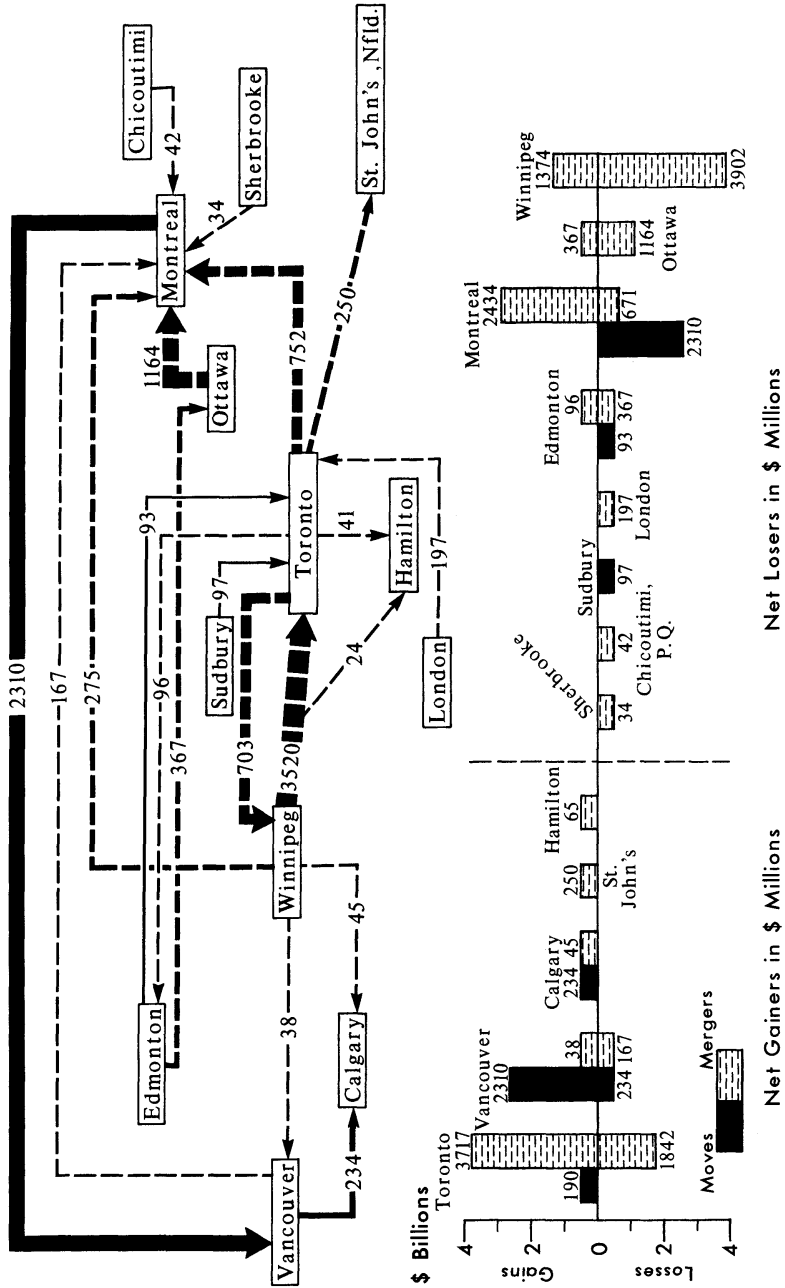 2310
Chicoutimi
42
Montreal
34
Sherbrooke
St. John's ,Nfld.
167
275
1164
Ottawa
752
250
93
96
367
Sudbury
97
Toronto
41
Hamilton
197
24
London
703
3520
Edmonton
Winnipeg
45
38
Calgary
Vancouver
234
$ Billions
4
2
0
2
4
Gains
Losses
Toronto
3717
190
1842
Vancouver
2310
38
234
167
Calgary
234
45
250
St.
John's
Hamilton
65
Sherbrooke
34
42
Chicoutimi,
P.Q.
Sudbury
97
197
London
Edmonton
96
93
367
Montreal
2434
671
2310
367
1164
Ottawa
Winnipeg
1374
3902
Moves
Mergers
Net Gainers in $ Millions
Net Losers in $ Millions